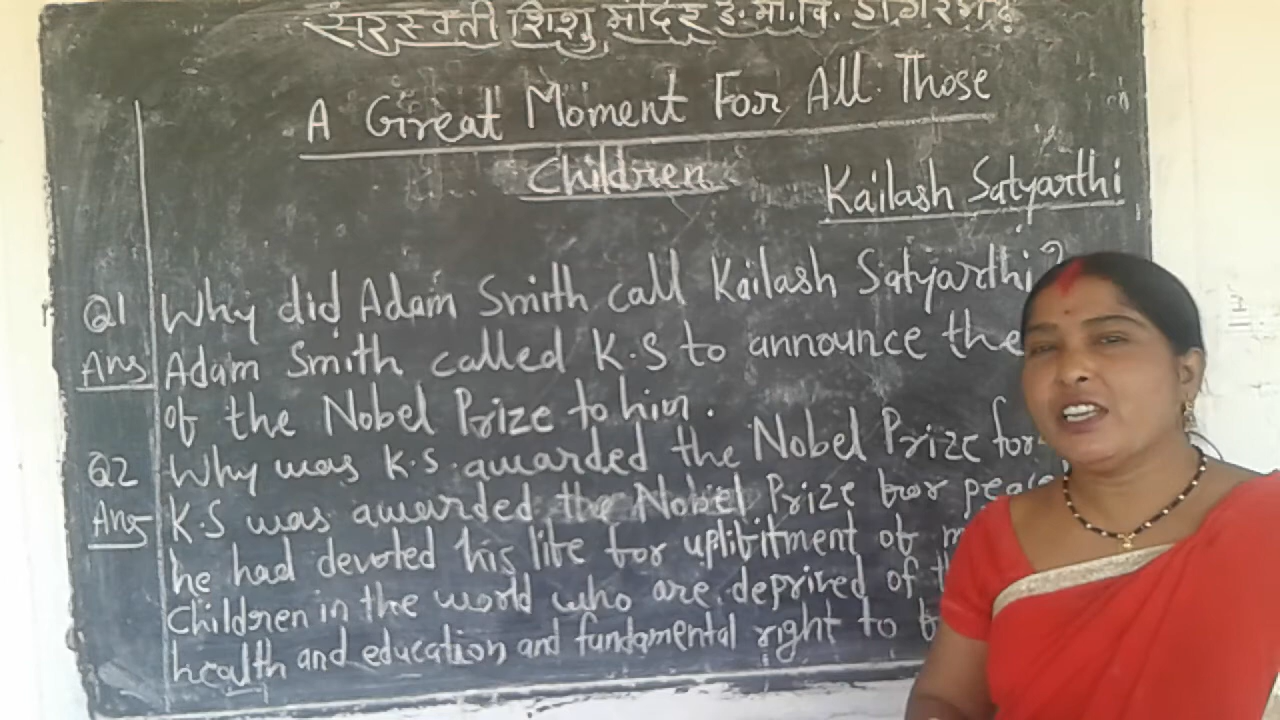 सरस्वती शिशु मंदिर उ.मा.वि.
A Great Moment For All Those
Children
Kailash Satyarthi
Q1 Why did Adam Smith call Kailash Satyarthi?
Ans Adam Smith called K.S to announce the
of the Nobel Prize to him.
Q2 Why was K.S. awarded the Nobel Prize for
Ans K.S was awarded the Nobel Prize for
he had devoted his life for uplifitment of
Children in the world who are deprived of
health and education and fundamental right to